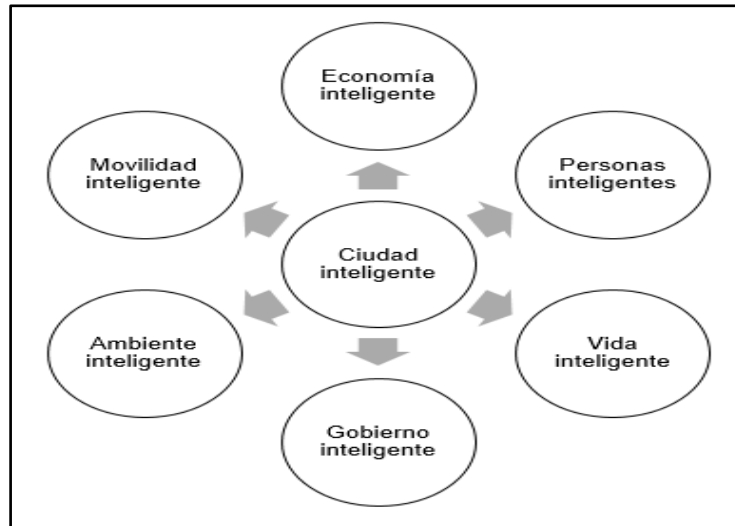 Economía
inteligente
Movilidad
inteligente
Personas
inteligentes
Ciudad
inteligente
Ambiente
inteligente
Vida
inteligente
Gobierno
inteligente